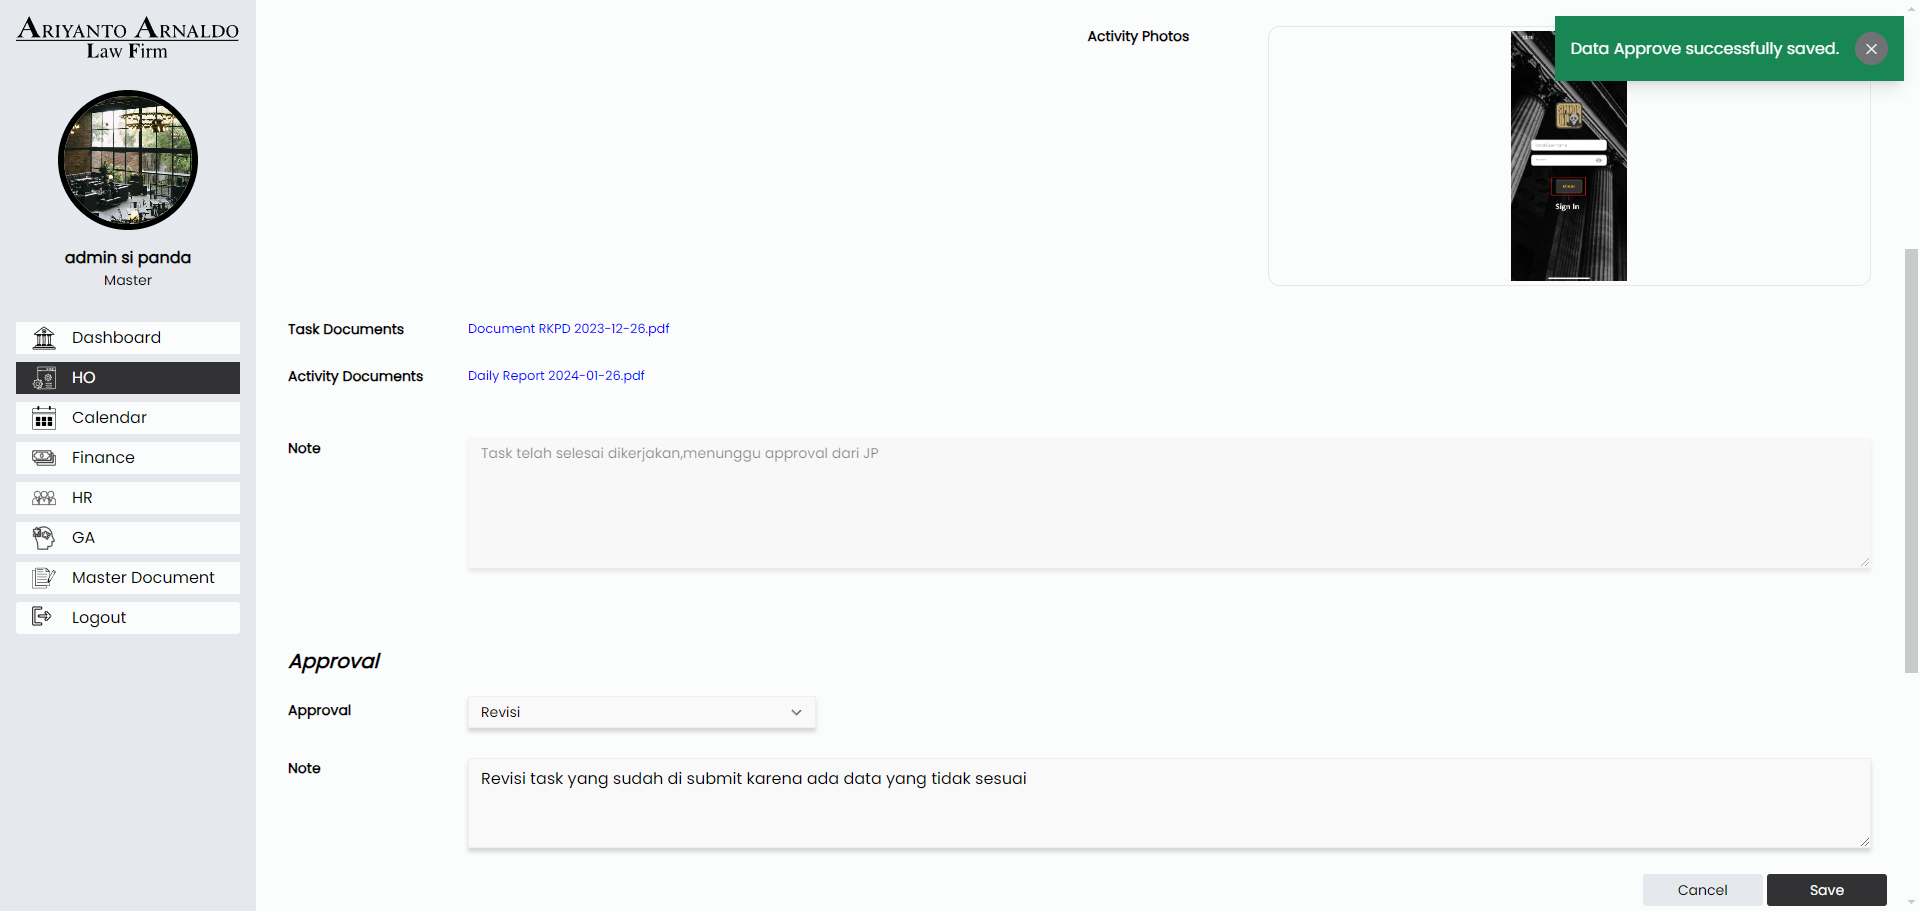 ARIYANTO ARNALDO
Law Firm
admin si panda
Master
Dashboard
HO
Calendar
Finance
HR
GA
Master Document
Logout
Activity Photos
Sign In
Data Approve successfully saved.
Task Documents
Document RKPD 2023-12-26.pdf
Activity Documents
Daily Report 2024-01-26.pdf
Note
Task telah selesai dikerjakan,menunggu approval dari JP
Approval
Approval
Revisi
Note
Revisi task yang sudah di submit karena ada data yang tidak sesuai
Cancel
Save